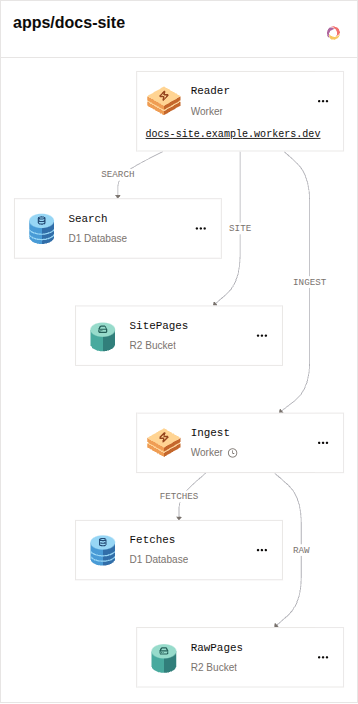 apps/docs-site
Reader
Worker
docs-site.example.workers.dev
SEARCH
Search
D1 Database
SITE
INGEST
SitePages
R2 Bucket
Ingest
Worker
FETCHES
Fetches
D1 Database
RAW
RawPages
R2 Bucket